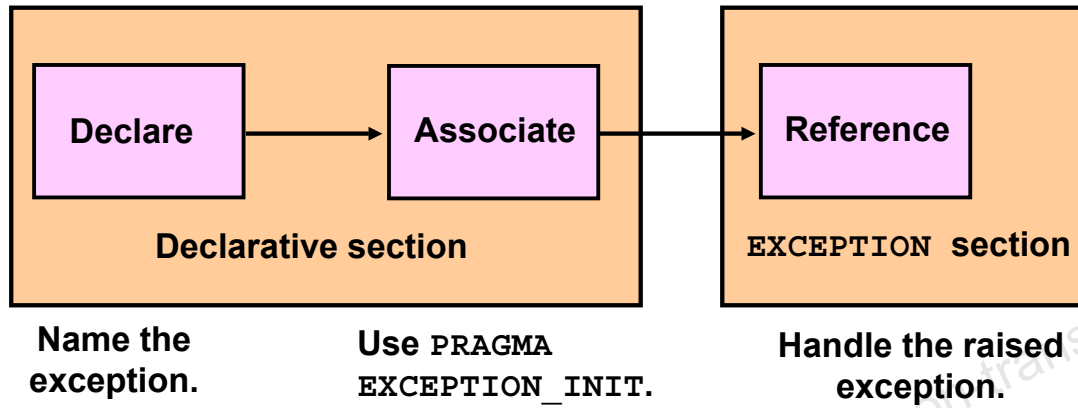 Declare
Associate
Reference
Declarative section
EXCEPTION section
Name the
exception.
Use PRAGMA
EXCEPTION_INIT.
Handle the raised
exception.